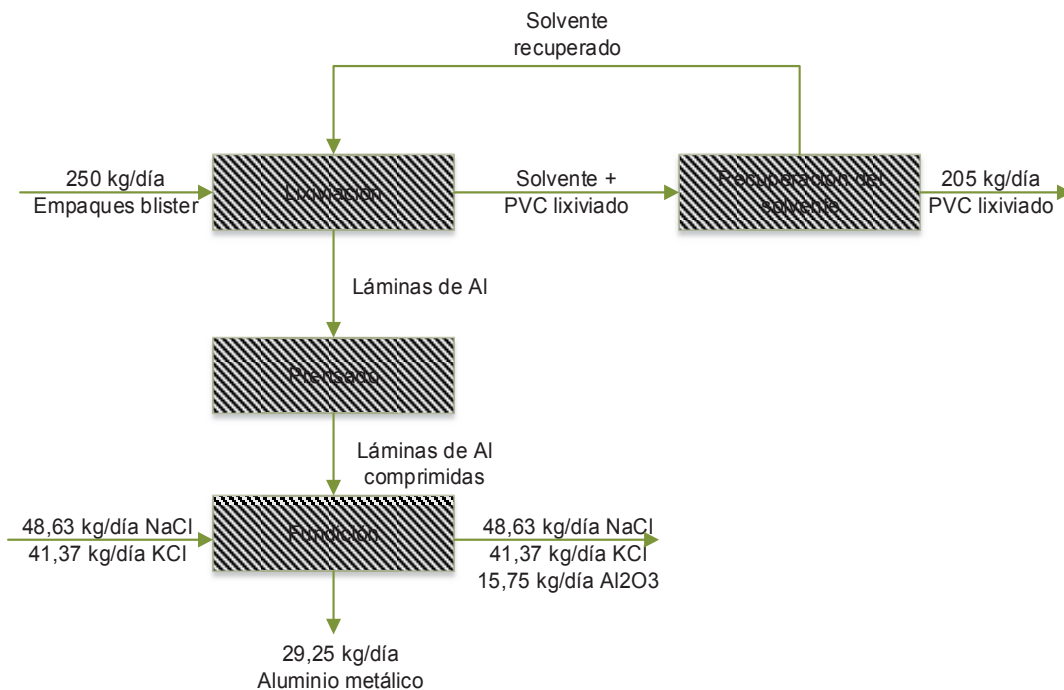 Solvente
recuperado
250 kg/día
Empaques blister
Lixiviación
Solvente +
PVC lixiviado
Recuperación del
solvente
205 kg/día
PVC lixiviado
Láminas de Al
Prensado
Láminas de Al
comprimidas
48,63 kg/día NaCl
41,37 kg/día KCl
Fundición
48,63 kg/día NaCl
41,37 kg/día KCl
15,75 kg/día Al2O3
29,25 kg/día
Aluminio metálico